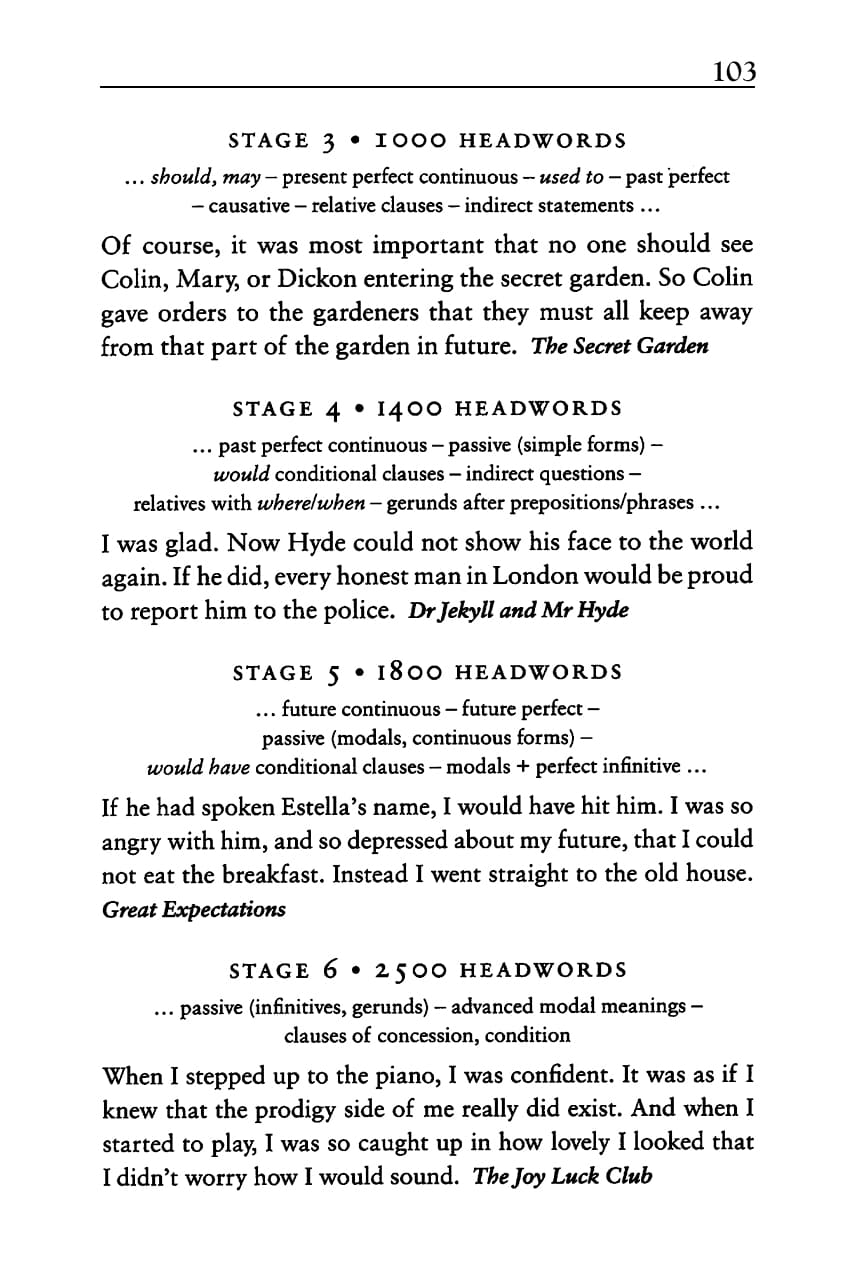 103
STAGE 3 • 1000 HEADWORDS
... should, may – present perfect continuous – used to – past perfect
– causative – relative clauses – indirect statements ...
Of course, it was most important that no one should see
Colin, Mary, or Dickon entering the secret garden. So Colin
gave orders to the gardeners that they must all keep away
from that part of the garden in future. The Secret Garden
STAGE 4 • 1400 HEADWORDS
... past perfect continuous – passive (simple forms) –
would conditional clauses – indirect questions –
relatives with where/when – gerunds after prepositions/phrases ...
I was glad. Now Hyde could not show his face to the world
again. If he did, every honest man in London would be proud
to report him to the police. Dr Jekyll and Mr Hyde
STAGE 5 • 1800 HEADWORDS
... future continuous – future perfect –
passive (modals, continuous forms) –
would have conditional clauses – modals + perfect infinitive ...
If he had spoken Estella's name, I would have hit him. I was so
angry with him, and so depressed about my future, that I could
not eat the breakfast. Instead I went straight to the old house.
Great Expectations
STAGE 6 • 2500 HEADWORDS
... passive (infinitives, gerunds) – advanced modal meanings –
clauses of concession, condition
When I stepped up to the piano, I was confident. It was as if I
knew that the prodigy side of me really did exist. And when I
started to play, I was so caught up in how lovely I looked that
I didn't worry how I would sound. The Joy Luck Club